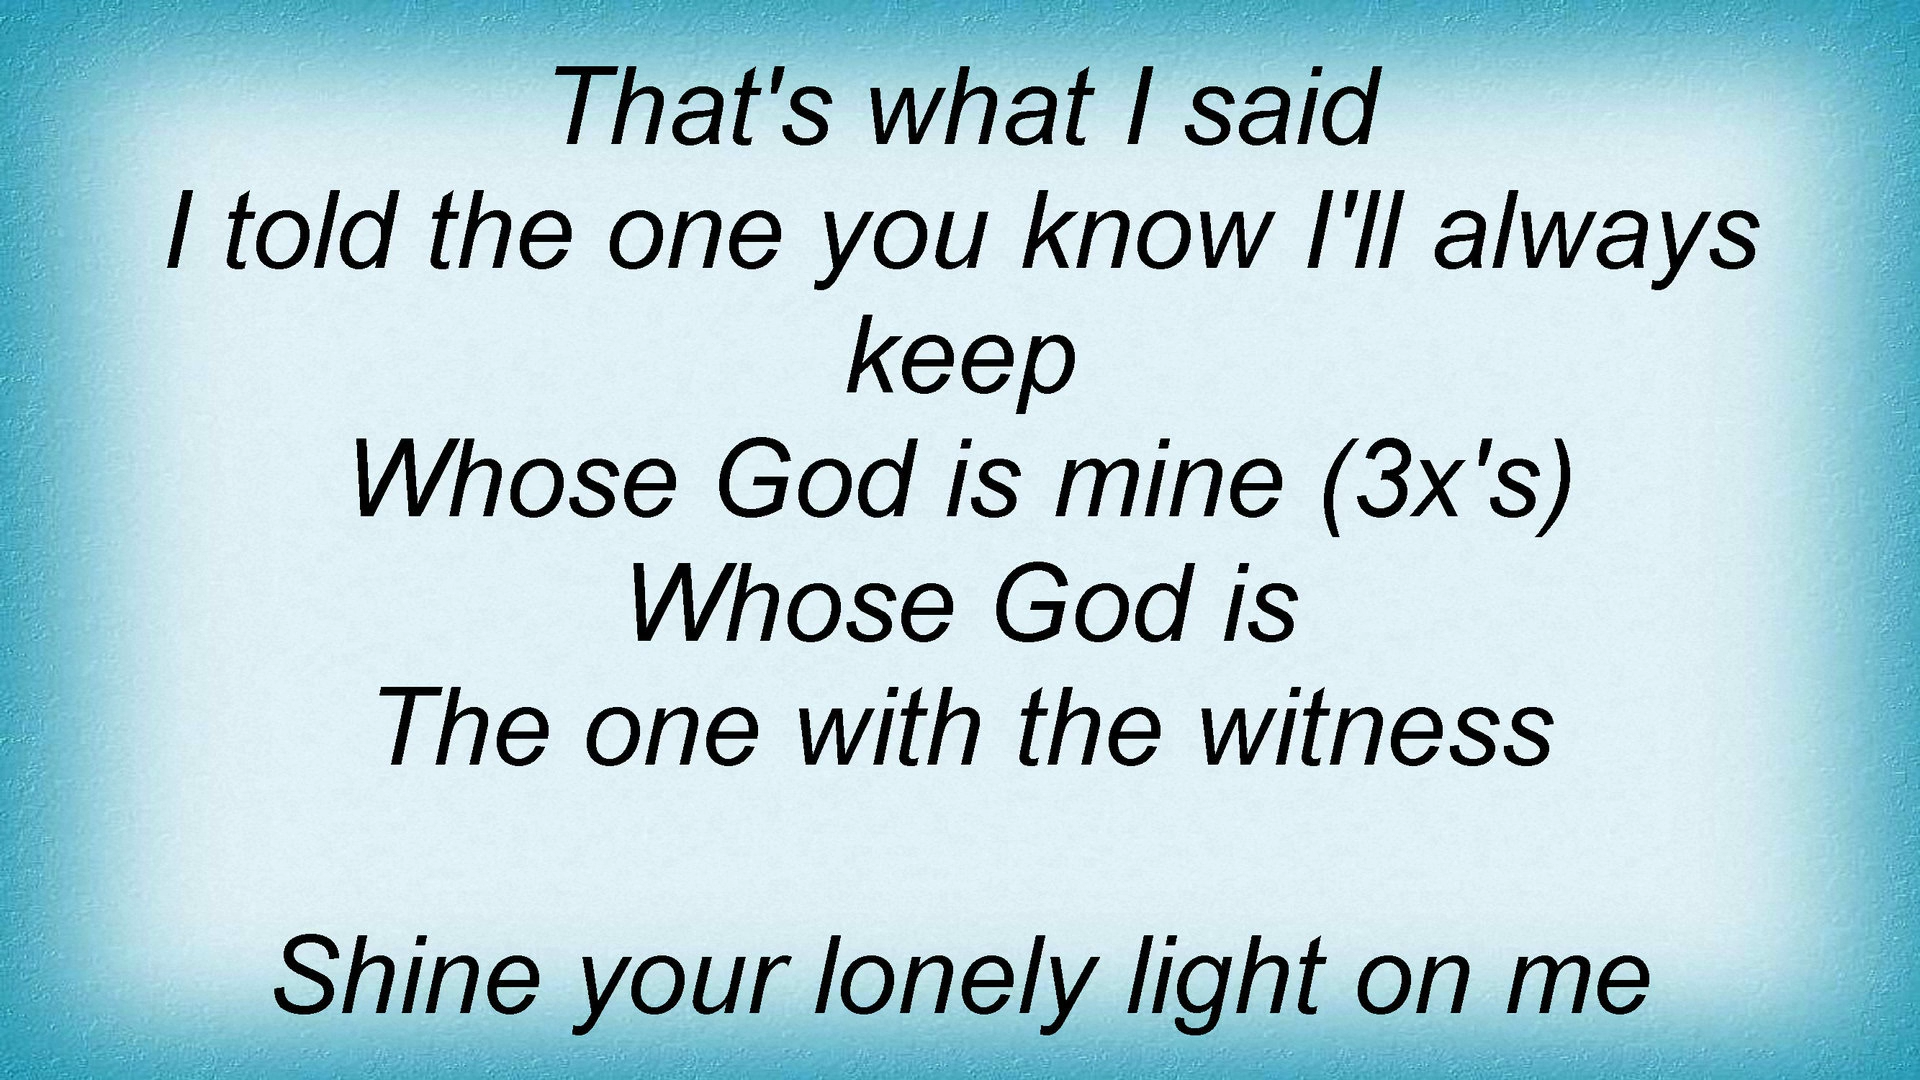 That's what I said
I told the one you know I'll always
keep
Whose God is mine (3x's)
Whose God is
The one with the witness
Shine your lonely light on me